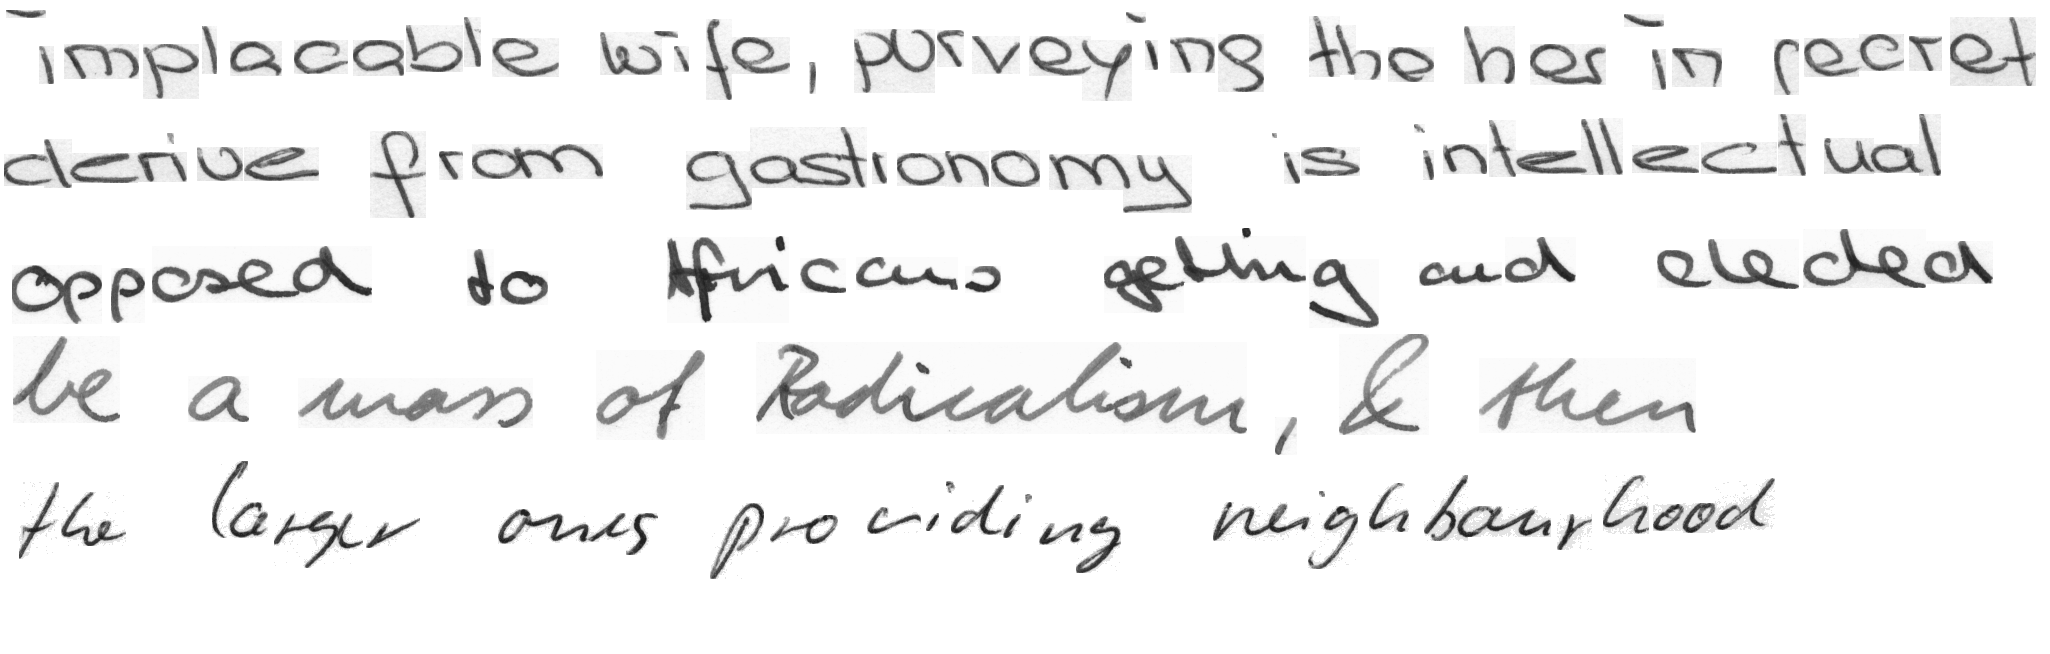 implacable wife, purveying the her in secret
derive from gastronomy is intellectual
opposed to Africans getting and elected
be a mass of Radicalism, & then
the larger ones providing neighbourhood